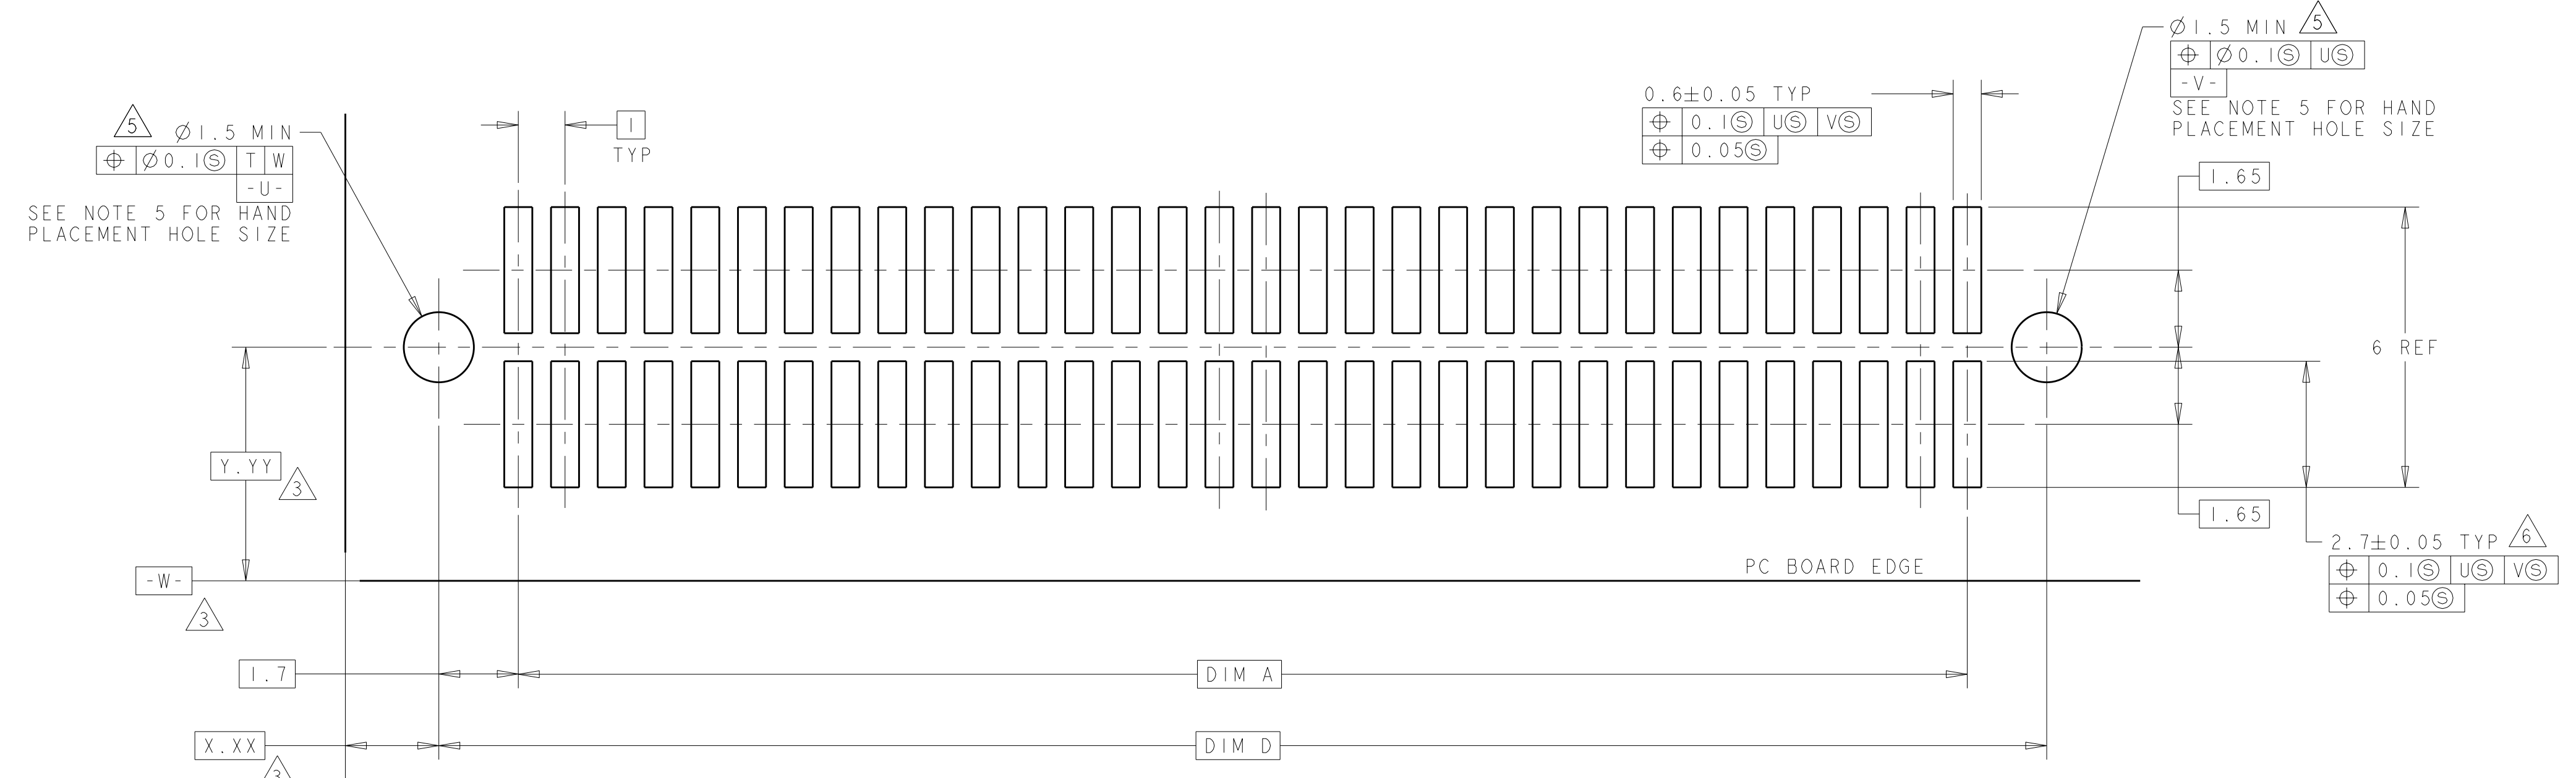 5
Ø1.5 MIN
⌖ Ø0.1Ⓢ T W
-U-
SEE NOTE 5 FOR HAND
PLACEMENT HOLE SIZE
1
TYP
0.6±0.05 TYP
⌖ 0.1Ⓢ UⓈ VⓈ
⌖ 0.05Ⓢ
Ø1.5 MIN 5
⌖ Ø0.1Ⓢ UⓈ
-V-
SEE NOTE 5 FOR HAND
PLACEMENT HOLE SIZE
1.65
6 REF
1.65
2.7±0.05 TYP 6
⌖ 0.1Ⓢ UⓈ VⓈ
⌖ 0.05Ⓢ
Y.YY
3
-W-
3
PC BOARD EDGE
1.7
DIM A
X.XX
3
DIM D